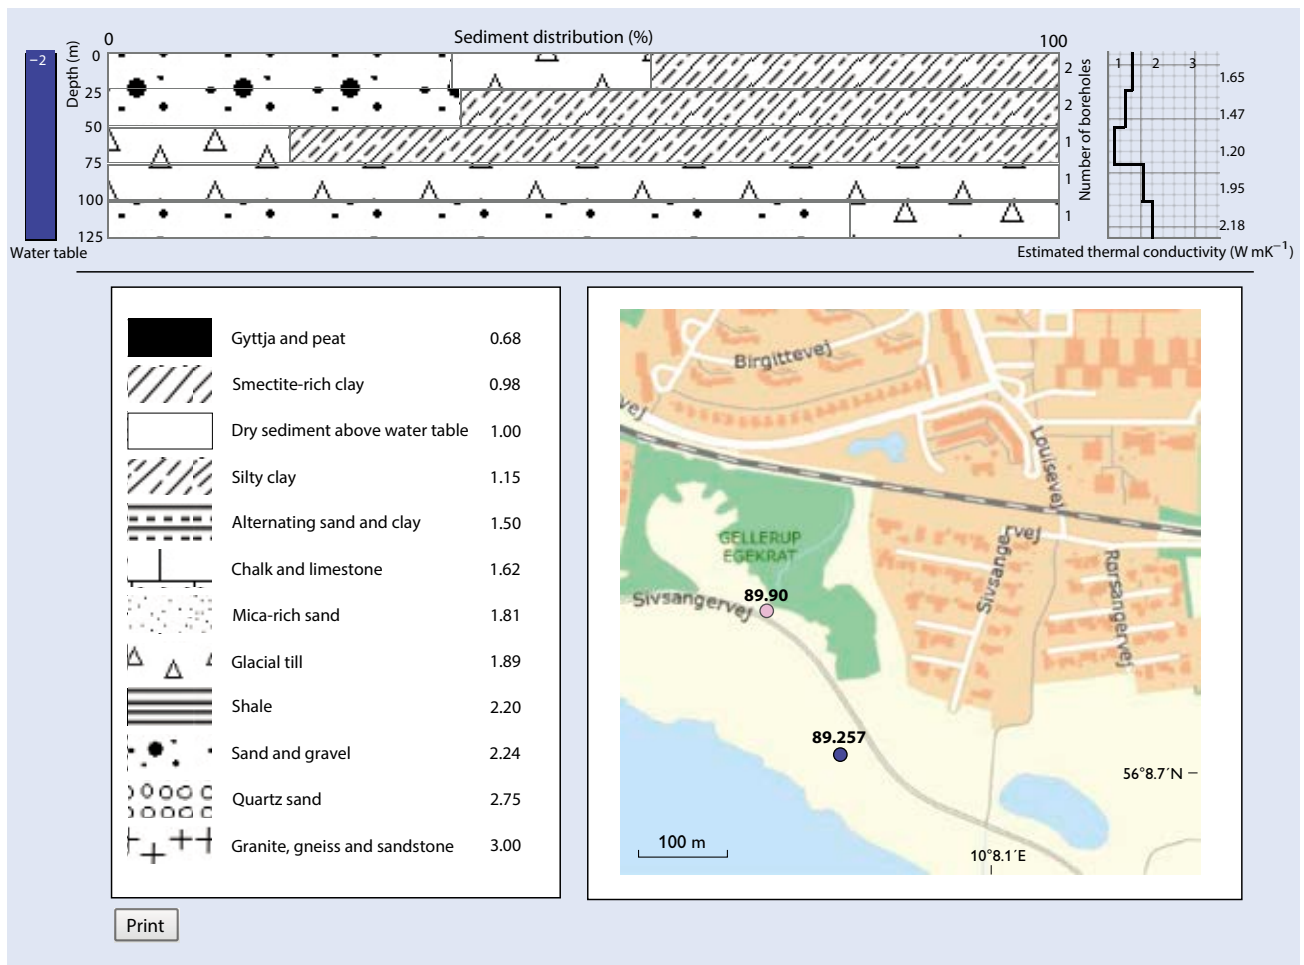 0
Sediment distribution (%)
100
−2
Depth (m)
0
25
50
75
100
125
2
2
1
1
1
Number of boreholes
1 2 3
1.65
1.47
1.20
1.95
2.18
Water table
Estimated thermal conductivity (W mK−1)
Gyttja and peat 0.68
Smectite-rich clay 0.98
Dry sediment above water table 1.00
Silty clay 1.15
Alternating sand and clay 1.50
Chalk and limestone 1.62
Mica-rich sand 1.81
Glacial till 1.89
Shale 2.20
Sand and gravel 2.24
Quartz sand 2.75
Granite, gneiss and sandstone 3.00
Birgittevej
vej
Louisevej
GELLERUP
EGEKRAT
Sivsange
rvej
Rørsangervej
89.90
Sivsangervej
89.257
56°8.7′N
100 m
10°8.1′E
Print